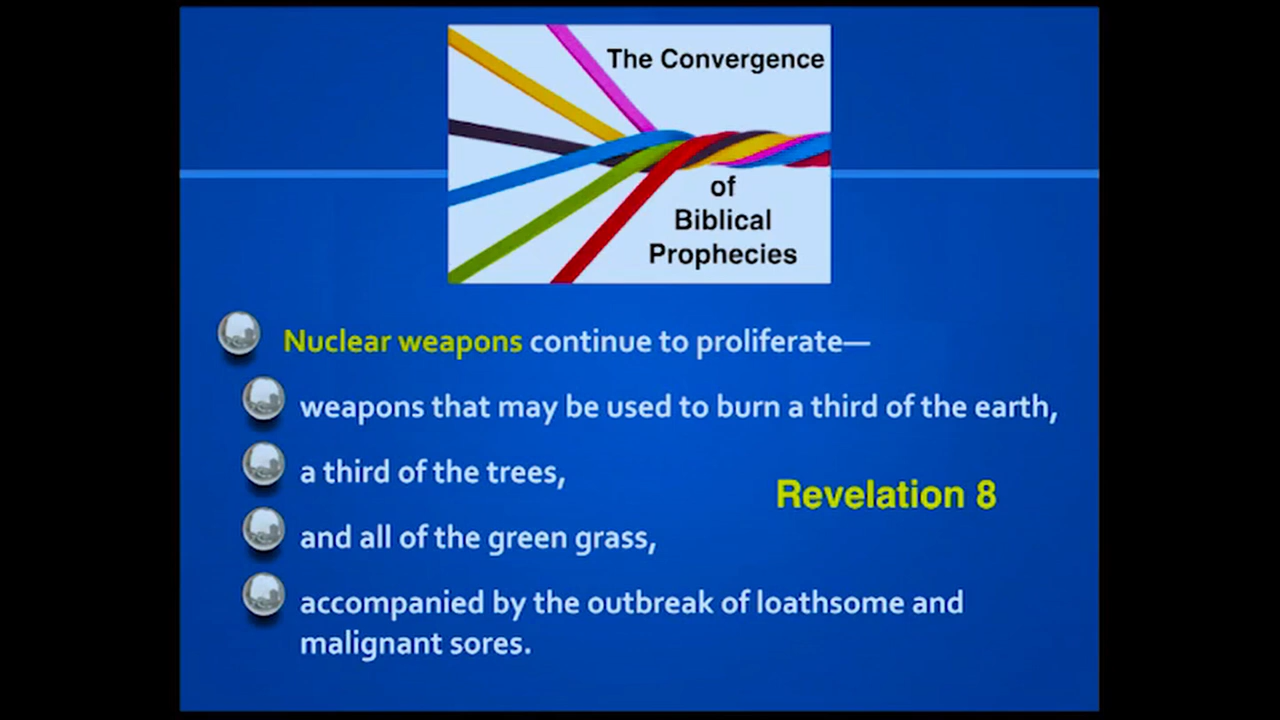 The Convergence
of
Biblical
Prophecies
Nuclear weapons continue to proliferate—
weapons that may be used to burn a third of the earth,
a third of the trees,
Revelation 8
and all of the green grass,
accompanied by the outbreak of loathsome and
malignant sores.